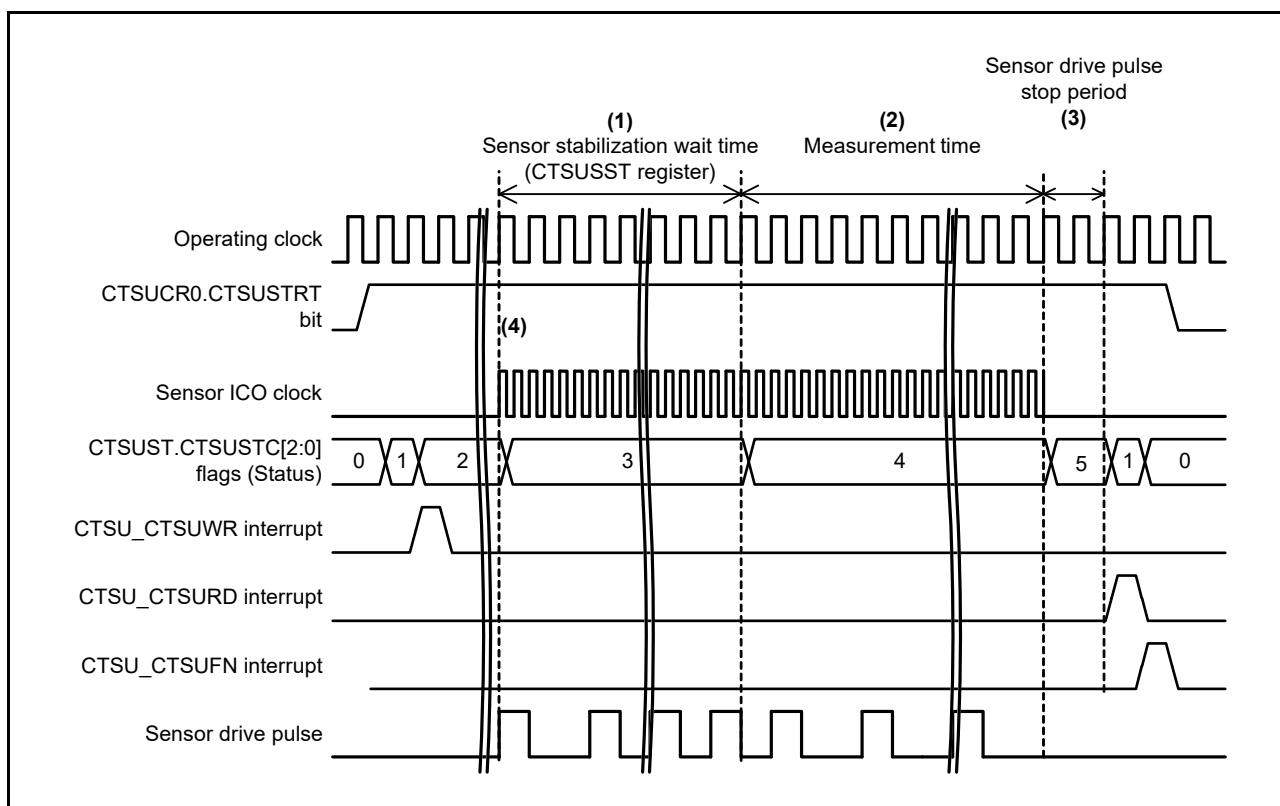 Sensor drive pulse
stop period
(1)
(2)
(3)
Sensor stabilization wait time
(CTSUSST register)
Measurement time
Operating clock
CTSUCR0.CTSUSTRT
bit
(4)
Sensor ICO clock
CTSUST.CTSUSTC[2:0]
flags (Status)
0 1 2 3 4 5 1 0
CTSU_CTSUWR interrupt
CTSU_CTSURD interrupt
CTSU_CTSUFN interrupt
Sensor drive pulse